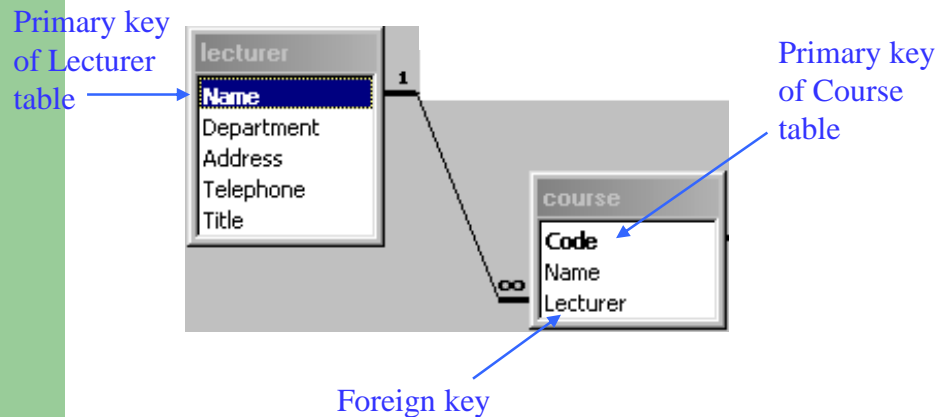 Primary key
of Lecturer
table
lecturer
Name
Department
Address
Telephone
Title
1
∞
Primary key
of Course
table
course
Code
Name
Lecturer
Foreign key